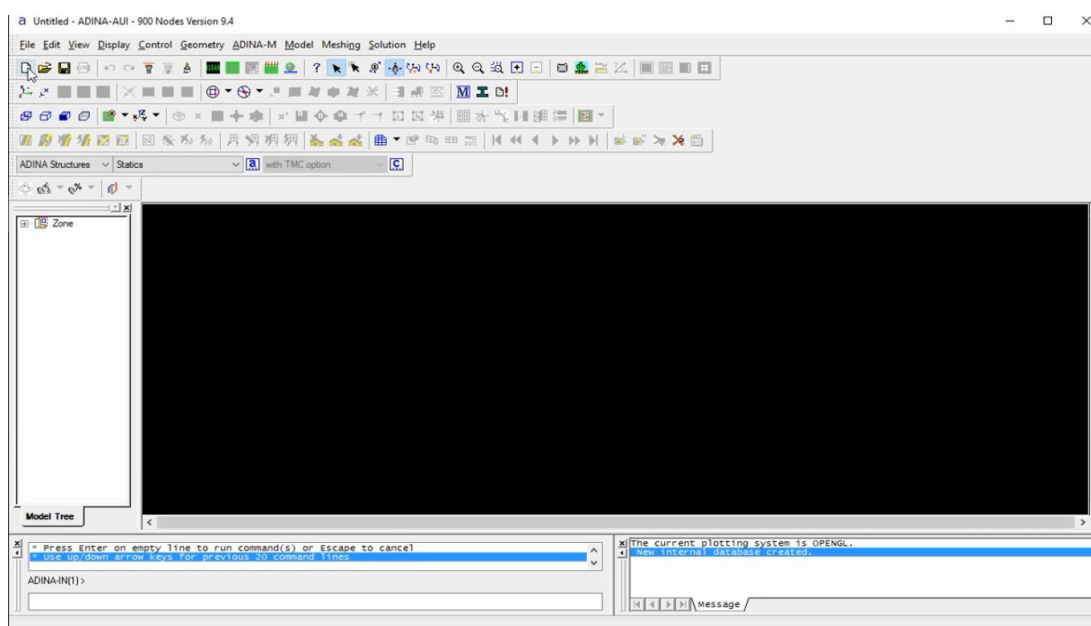 a Untitled - ADINA-AUI - 900 Nodes Version 9.4
File Edit View Display Control Geometry ADINA-M Model Meshing Solution Help
ADINA Structures Statics a with TMC option C
Zone
Model Tree
* Press Enter on empty line to run command(s) or Escape to cancel
* Use up/down arrow keys for previous 20 command lines
ADINA-IN(1)>
The current plotting system is OPENGL.
New internal database created.
Message